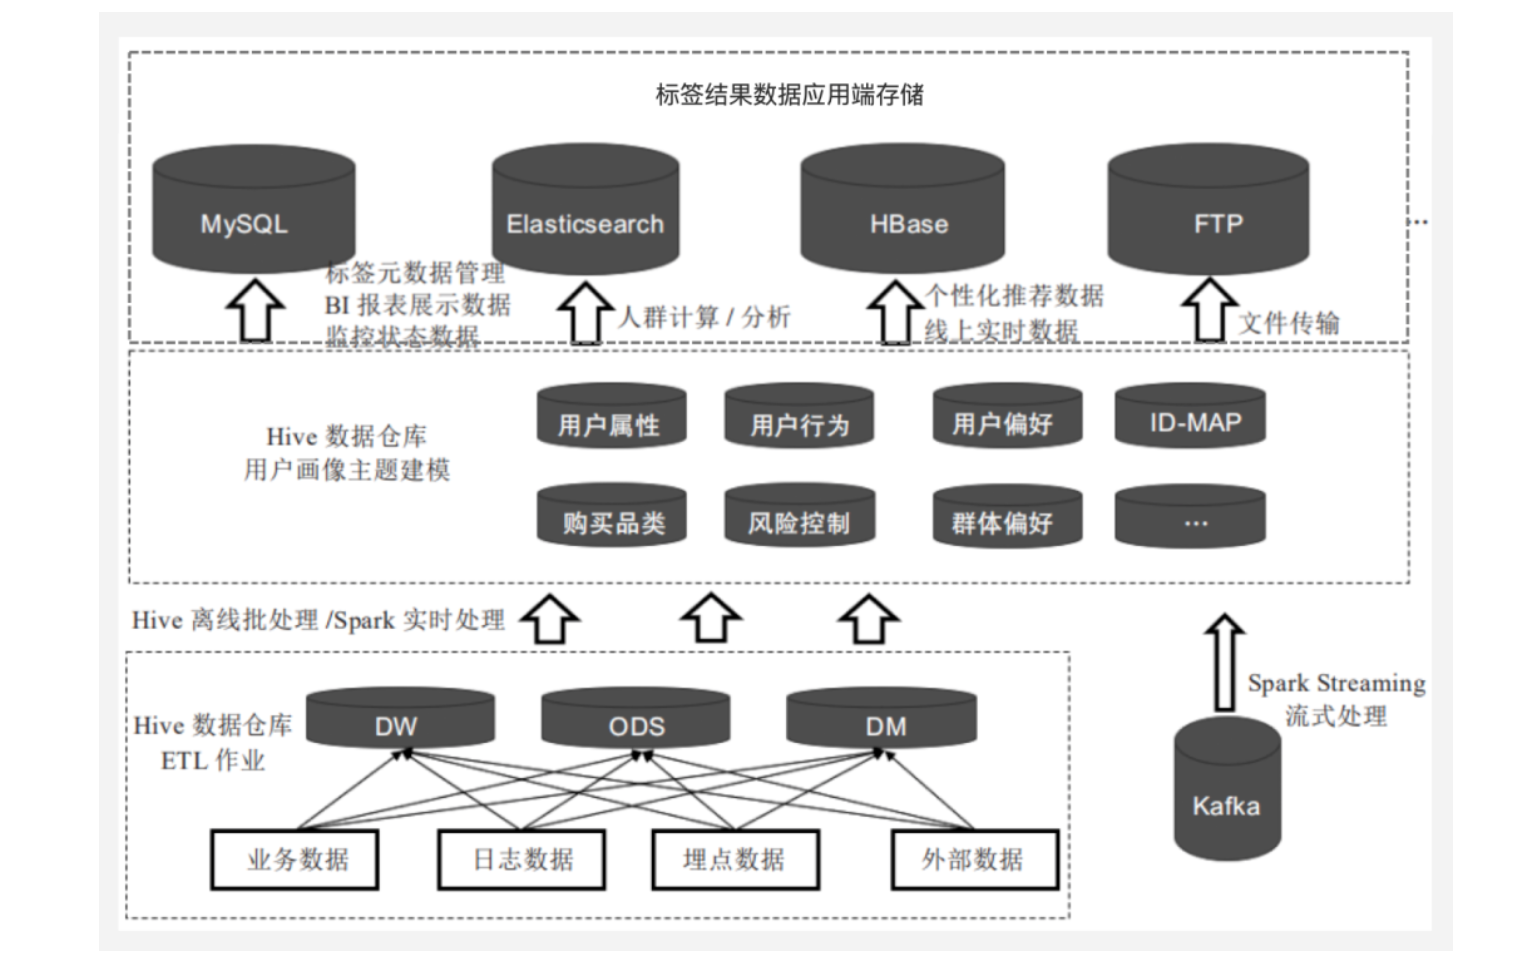 标签结果数据应用端存储
MySQL
Elasticsearch
HBase
FTP
...
标签元数据管理
BI 报表展示数据
监控状态数据
人群计算 / 分析
个性化推荐数据
线上实时数据
文件传输
Hive 数据仓库
用户画像主题建模
用户属性
用户行为
用户偏好
ID-MAP
购买品类
风险控制
群体偏好
...
Hive 离线批处理 /Spark 实时处理
Spark Streaming
流式处理
Hive 数据仓库
ETL 作业
DW
ODS
DM
Kafka
业务数据
日志数据
埋点数据
外部数据